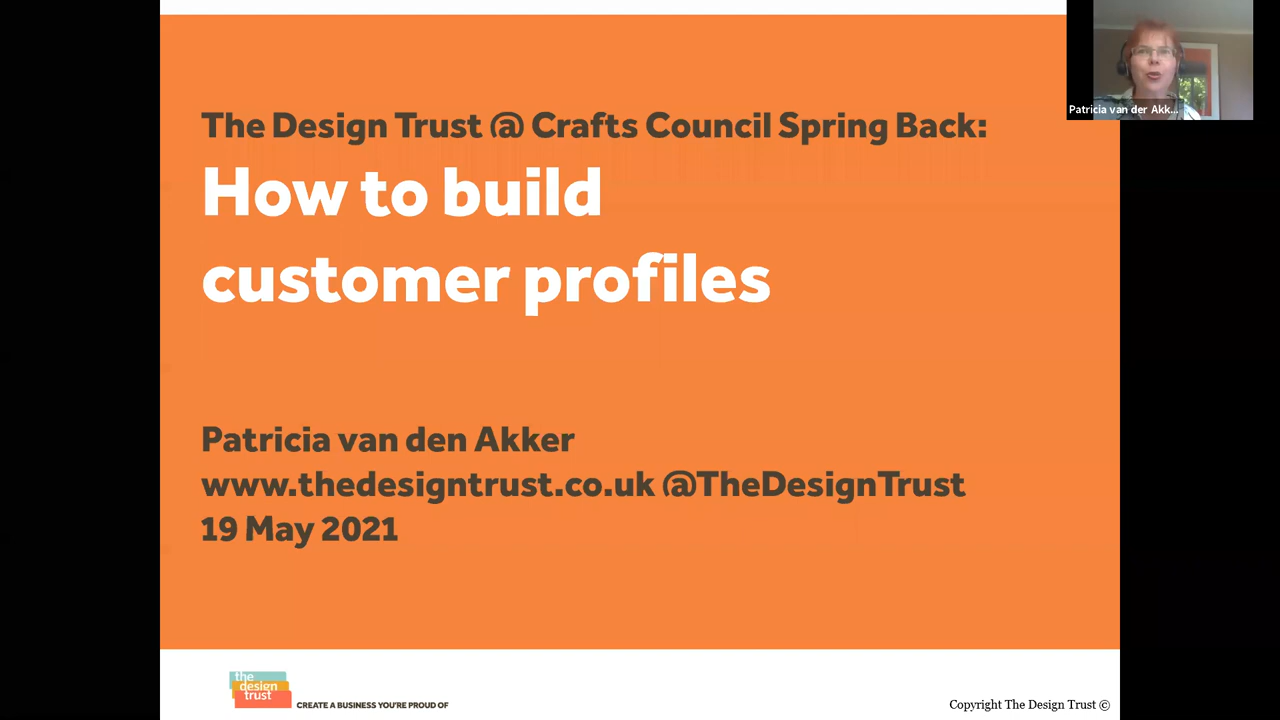 Patricia van der Akk...
The Design Trust @ Crafts Council Spring Back:
How to build
customer profiles
Patricia van den Akker
www.thedesigntrust.co.uk @TheDesignTrust
19 May 2021
the
design
trust
CREATE A BUSINESS YOU'RE PROUD OF
Copyright The Design Trust ©